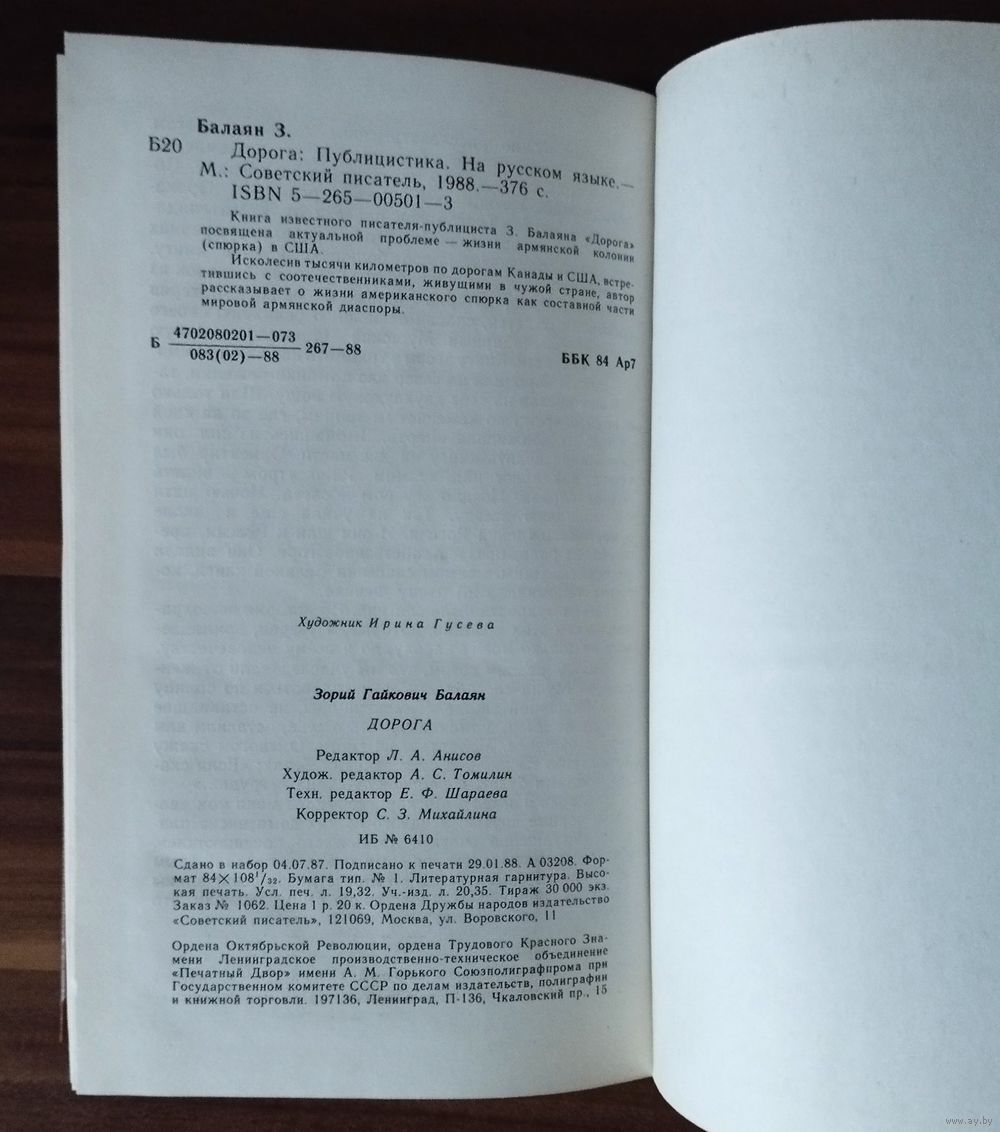 Балаян З.
Б20
Дорога: Публицистика. На русском языке.—
М.: Советский писатель, 1988.—376 с.
ISBN 5—265—00501—3
Книга известного писателя-публициста З. Балаяна «Дорога»
посвящена актуальной проблеме — жизни армянской колонии
(спюрка) в США.
Исколесив тысячи километров по дорогам Канады и США, встре-
тившись с соотечественниками, живущими в чужой стране, автор
рассказывает о жизни американского спюрка как составной части
мировой армянской диаспоры.
4702080201—073
Б 083(02)—88 267—88
ББК 84 Ар7
Художник Ирина Гусева
Зорий Гайкович Балаян
ДОРОГА
Редактор Л. А. Анисов
Худож. редактор А. С. Томилин
Техн. редактор Е. Ф. Шараева
Корректор С. З. Михайлина
ИБ № 6410
Сдано в набор 04.07.87. Подписано к печати 29.01.88. А 03208. Фор-
мат 84×108¹/₃₂. Бумага тип. № 1. Литературная гарнитура. Высо-
кая печать. Усл. печ. л. 19,32. Уч.-изд. л. 20,35. Тираж 30 000 экз.
Заказ № 1062. Цена 1 р. 20 к. Ордена Дружбы народов издательство
«Советский писатель», 121069, Москва, ул. Воровского, 11
Ордена Октябрьской Революции, ордена Трудового Красного Зна-
мени Ленинградское производственно-техническое объединение
«Печатный Двор» имени А. М. Горького Союзполиграфпрома при
Государственном комитете СССР по делам издательств, полиграфии
и книжной торговли. 197136, Ленинград, П-136, Чкаловский пр., 15
www.ay.by